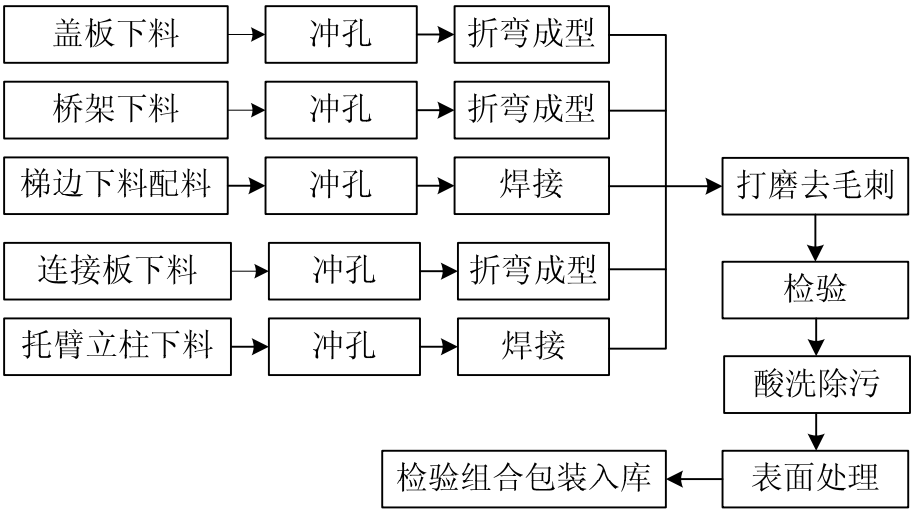 盖板下料
冲孔
折弯成型
桥架下料
冲孔
折弯成型
梯边下料配料
冲孔
焊接
打磨去毛刺
连接板下料
冲孔
折弯成型
检验
托臂立柱下料
冲孔
焊接
酸洗除污
检验组合包装入库
表面处理